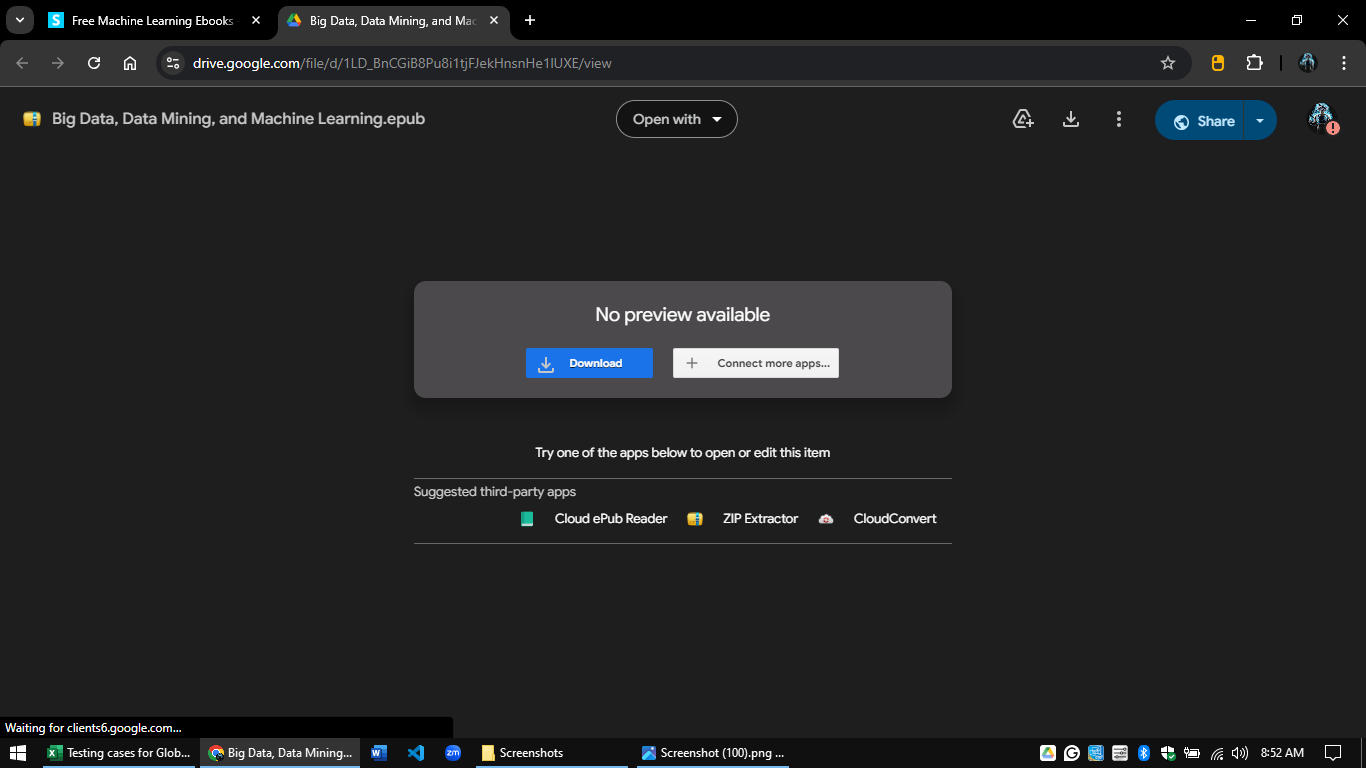 Free Machine Learning Ebooks
Big Data, Data Mining, and Mac
drive.google.com/file/d/1LD_BnCGiB8Pu8i1tjFJekHnsnHe1lUXE/view
Big Data, Data Mining, and Machine Learning.epub
Open with
Share
No preview available
Download
Connect more apps...
Try one of the apps below to open or edit this item
Suggested third-party apps
Cloud ePub Reader
ZIP Extractor
CloudConvert
Waiting for clients6.google.com...
Testing cases for Glob...
Big Data, Data Mining...
Screenshots
Screenshot (100).png ...
8:52 AM